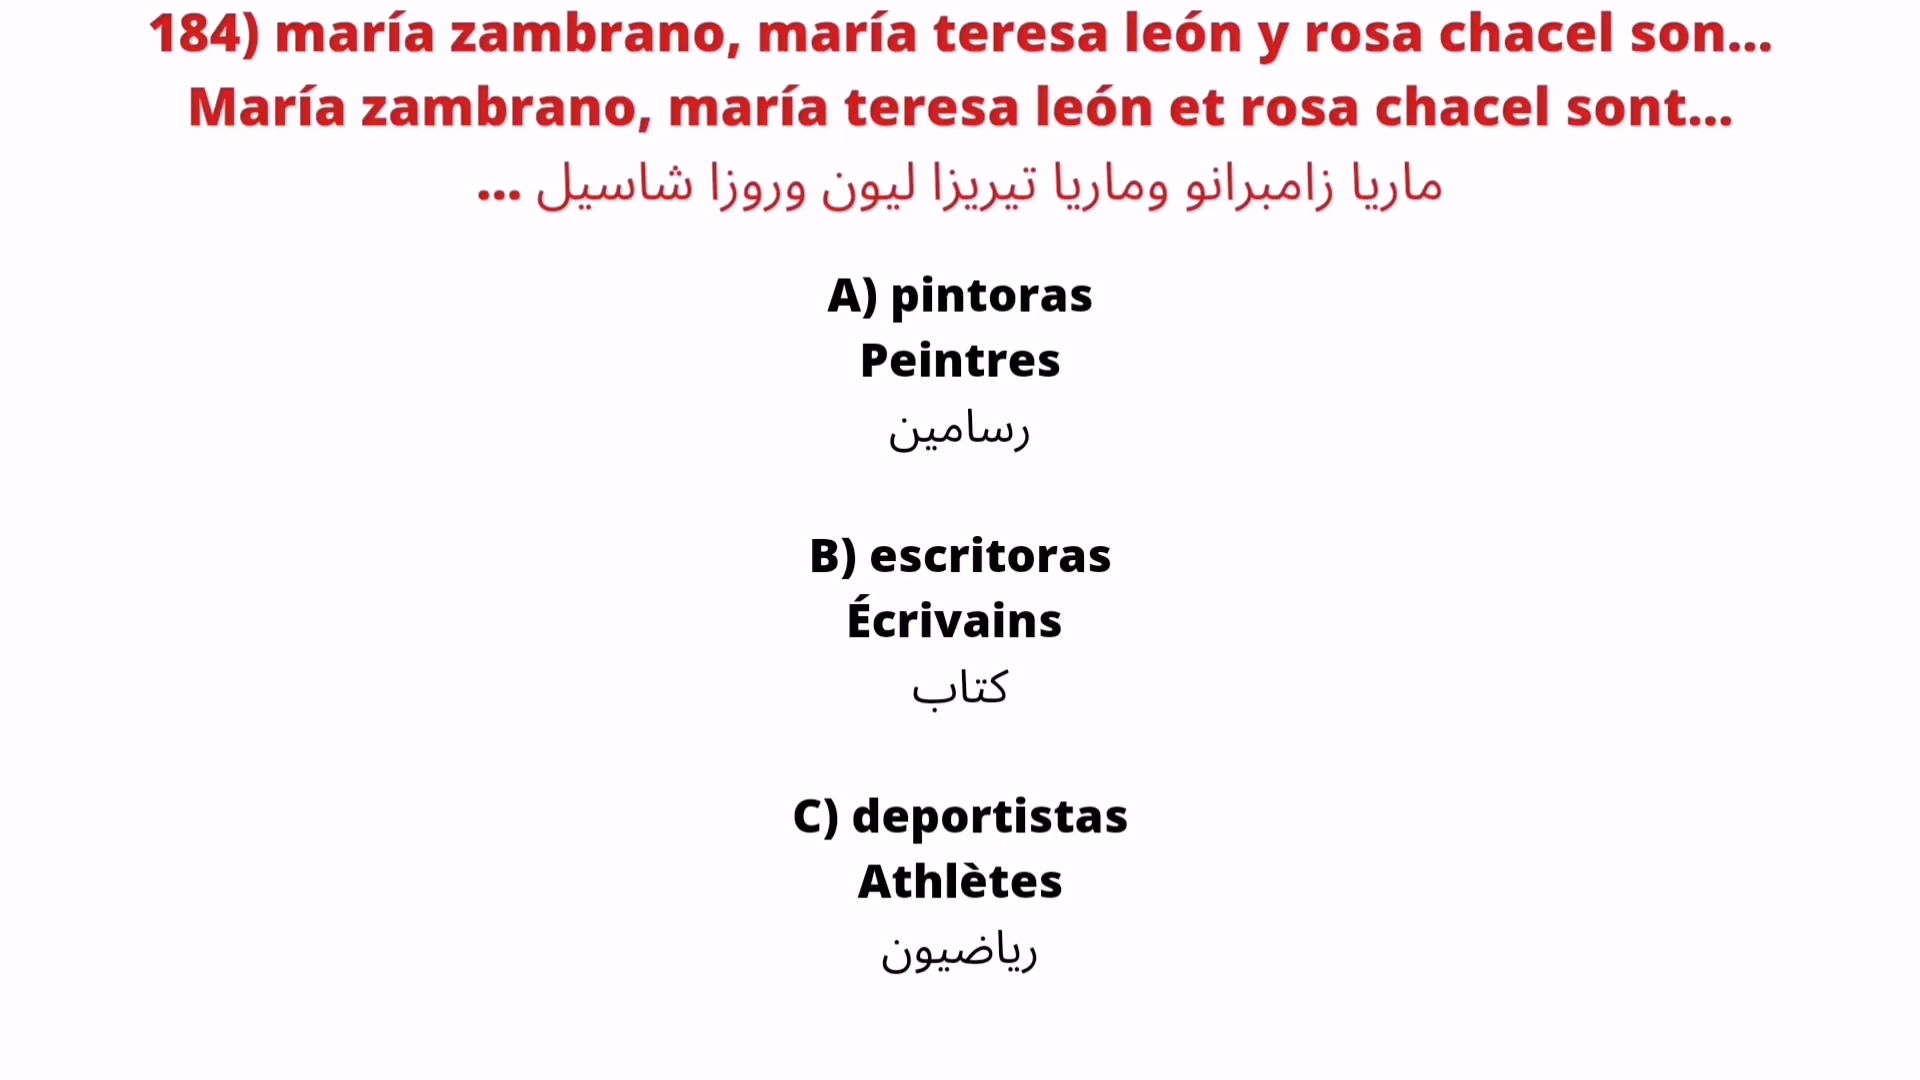 184) maría zambrano, maría teresa león y rosa chacel son...
María zambrano, maría teresa león et rosa chacel sont...
ماريا زامبرانو وماريا تيريزا ليون وروزا شاسيل ...
A) pintoras
Peintres
رسامين
B) escritoras
Écrivains
كتاب
C) deportistas
Athlètes
رياضيون